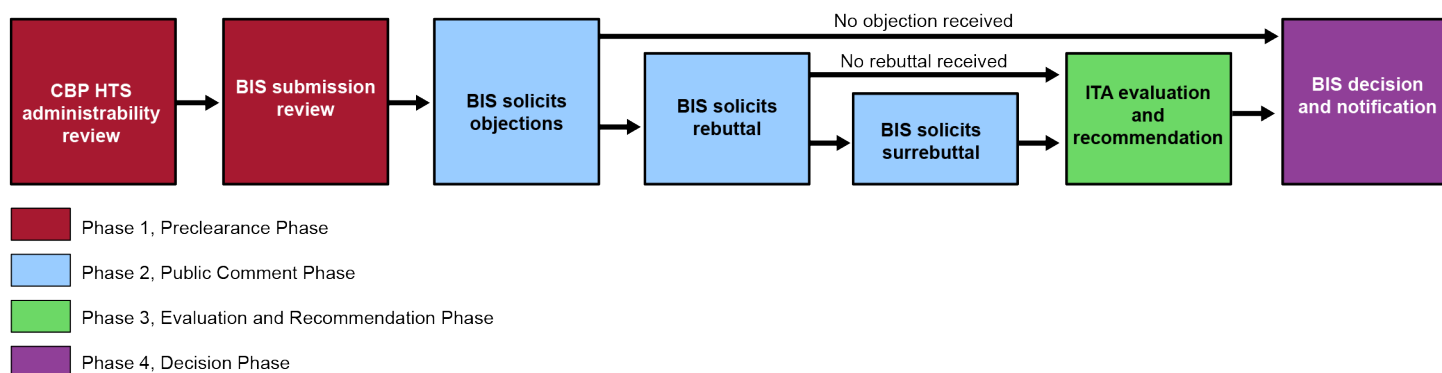 No objection received
No rebuttal received
CBP HTS
administrability
review
BIS submission
review
BIS solicits
objections
BIS solicits
rebuttal
BIS solicits
surrebuttal
ITA evaluation
and
recommendation
BIS decision
and notification
Phase 1, Preclearance Phase
Phase 2, Public Comment Phase
Phase 3, Evaluation and Recommendation Phase
Phase 4, Decision Phase